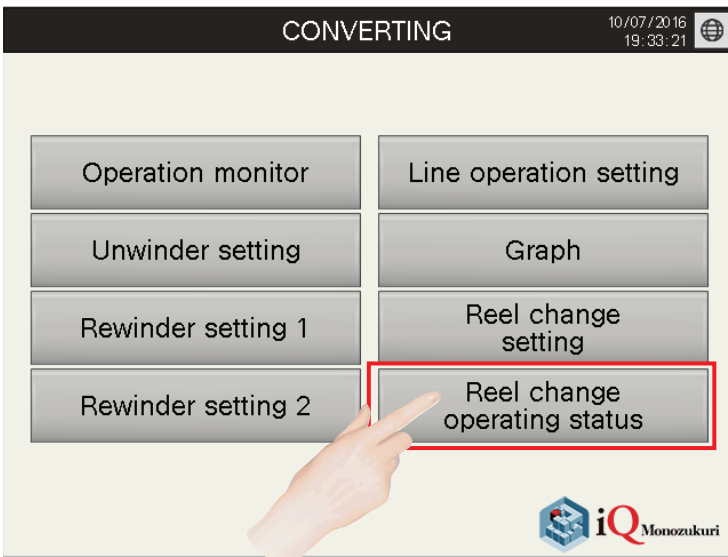 CONVERTING
10/07/2016
19:33:21
Operation monitor
Line operation setting
Unwinder setting
Graph
Rewinder setting 1
Reel change
setting
Rewinder setting 2
Reel change
operating status
iQ Monozukuri